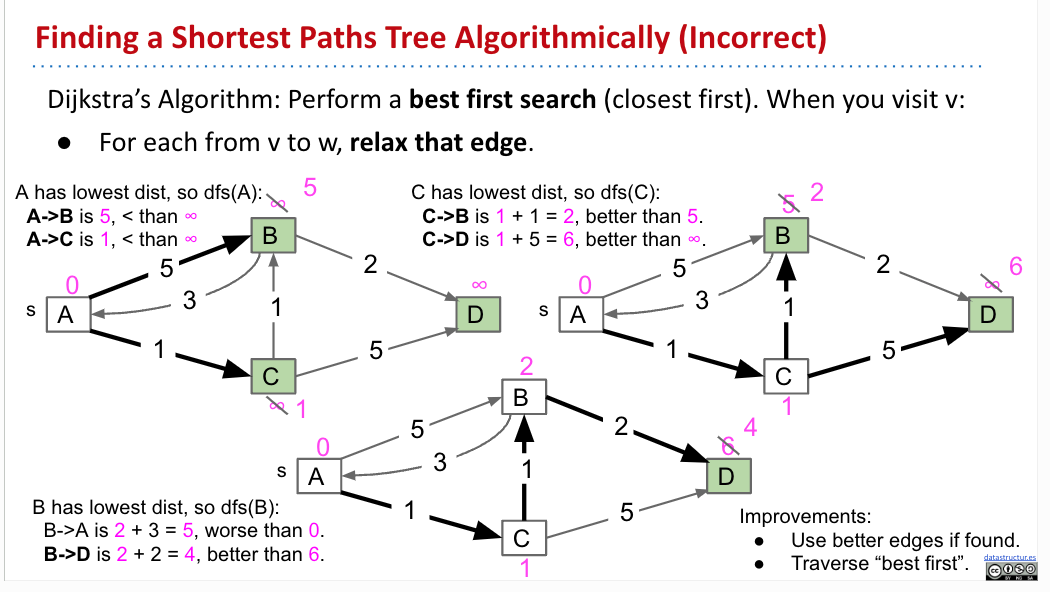 Finding a Shortest Paths Tree Algorithmically (Incorrect)
Dijkstra’s Algorithm: Perform a best first search (closest first). When you visit v:
● For each from v to w, relax that edge.
A has lowest dist, so dfs(A):
A->B is 5, < than ∞
A->C is 1, < than ∞
∞ 5
B
5
2
0
3
∞
s
A
1
D
1
5
C
∞ 1
C has lowest dist, so dfs(C):
C->B is 1 + 1 = 2, better than 5.
C->D is 1 + 5 = 6, better than ∞.
5 2
B
5
2
∞ 6
0
3
s
A
1
D
1
5
C
1
2
B
5
2
6 4
0
3
s
A
1
D
1
5
C
1
B has lowest dist, so dfs(B):
B->A is 2 + 3 = 5, worse than 0.
B->D is 2 + 2 = 4, better than 6.
Improvements:
● Use better edges if found.
● Traverse “best first”.
datastructur.es
cc
BY NC SA